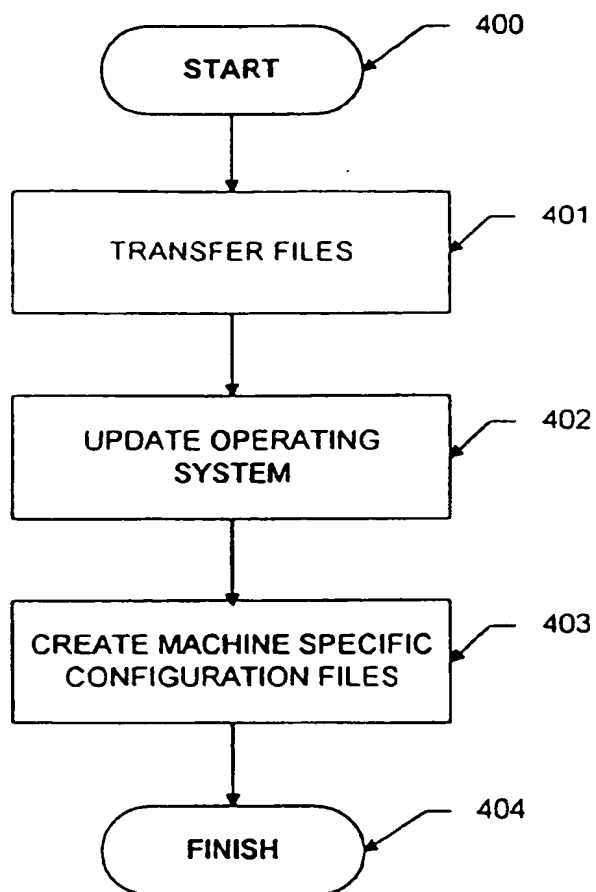 START
400
TRANSFER FILES
401
UPDATE OPERATING
SYSTEM
402
CREATE MACHINE SPECIFIC
CONFIGURATION FILES
403
FINISH
404